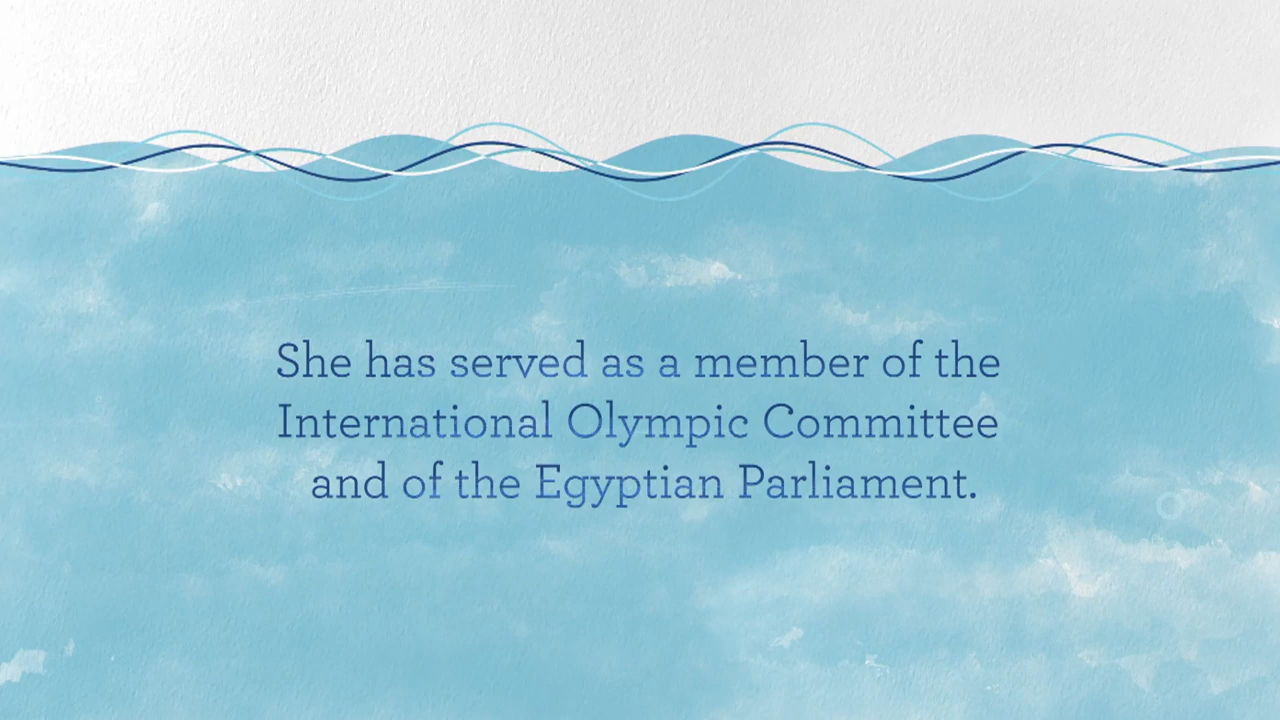 She has served as a member of the
International Olympic Committee
and of the Egyptian Parliament.